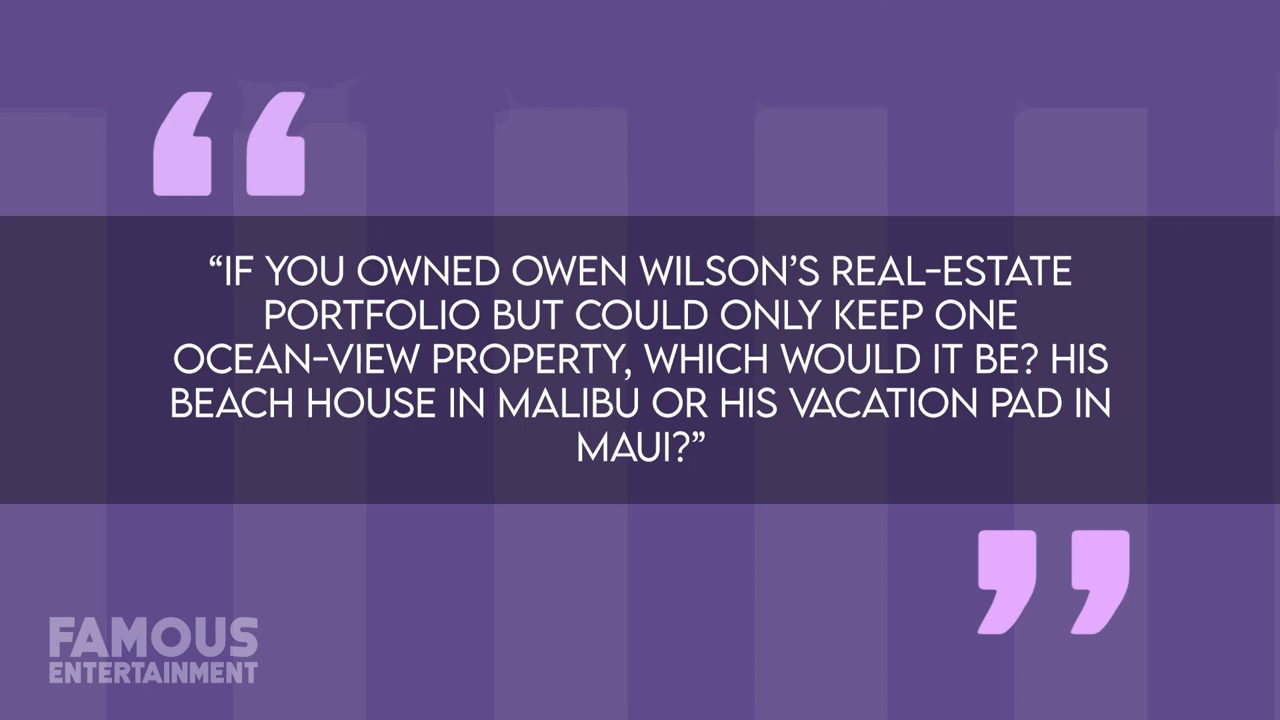 “IF YOU OWNED OWEN WILSON’S REAL-ESTATE
PORTFOLIO BUT COULD ONLY KEEP ONE
OCEAN-VIEW PROPERTY, WHICH WOULD IT BE? HIS
BEACH HOUSE IN MALIBU OR HIS VACATION PAD IN
MAUI?”
FAMOUS
ENTERTAINMENT